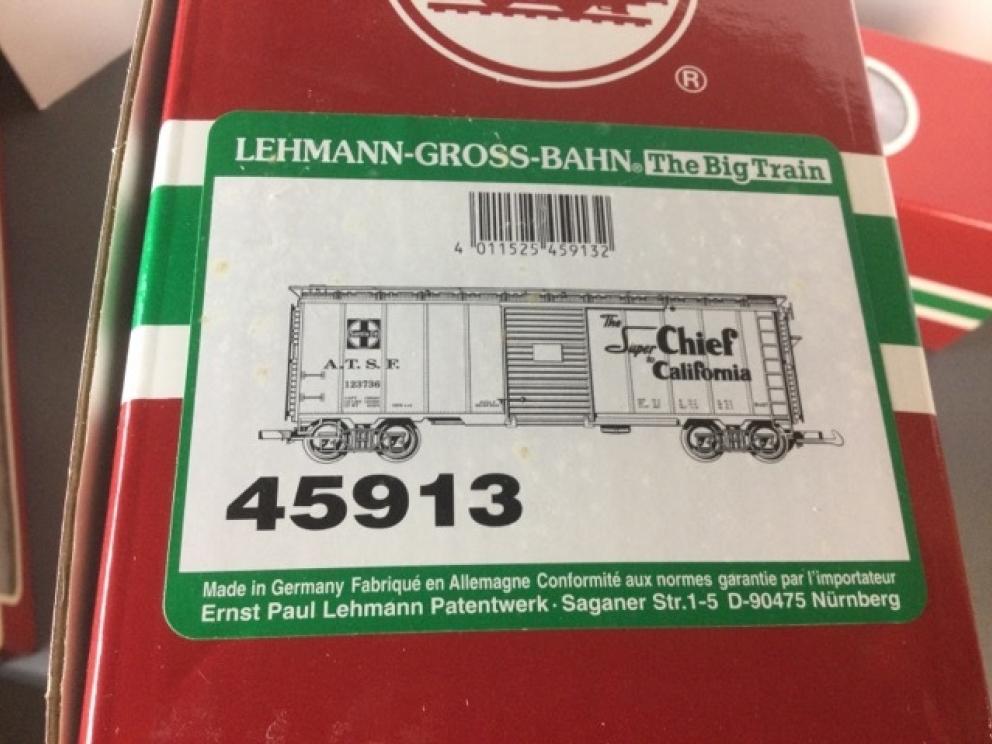 ®
LEHMANN-GROSS-BAHN® The Big Train
4 011525 459132
The
Super Chief
to
California
Santa Fe
A.T.S.F.
123736
45913
Made in Germany Fabriqué en Allemagne Conformité aux normes garantie par l'importateur
Ernst Paul Lehmann Patentwerk · Saganer Str.1-5 D-90475 Nürnberg